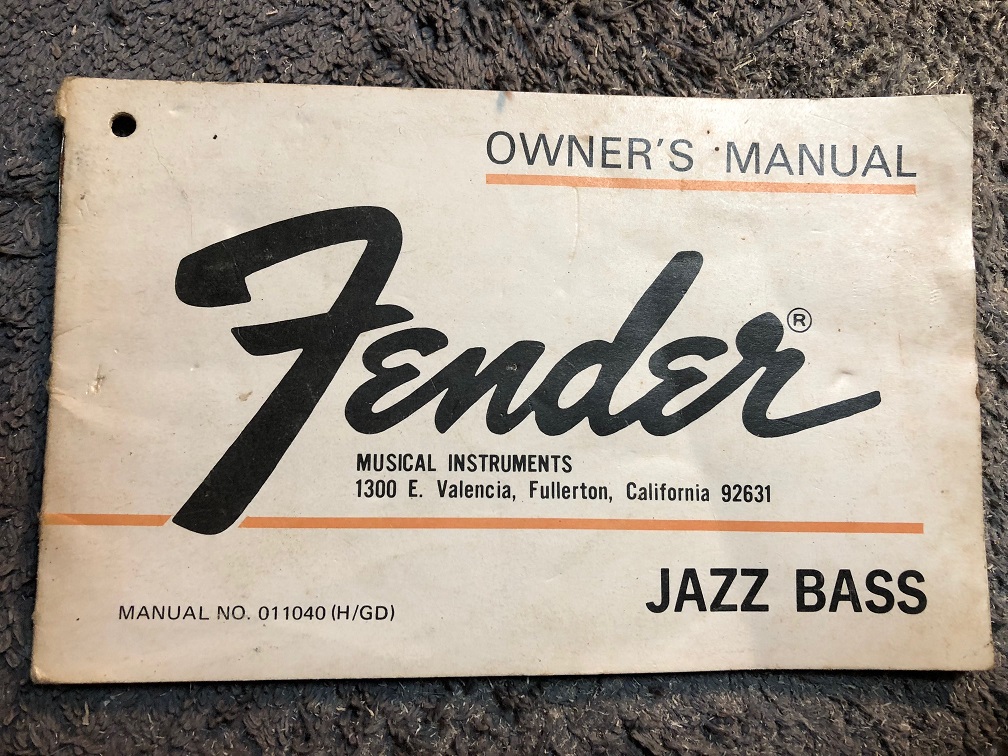 OWNER'S MANUAL
Fender®
MUSICAL INSTRUMENTS
1300 E. Valencia, Fullerton, California 92631
JAZZ BASS
MANUAL NO. 011040 (H/GD)